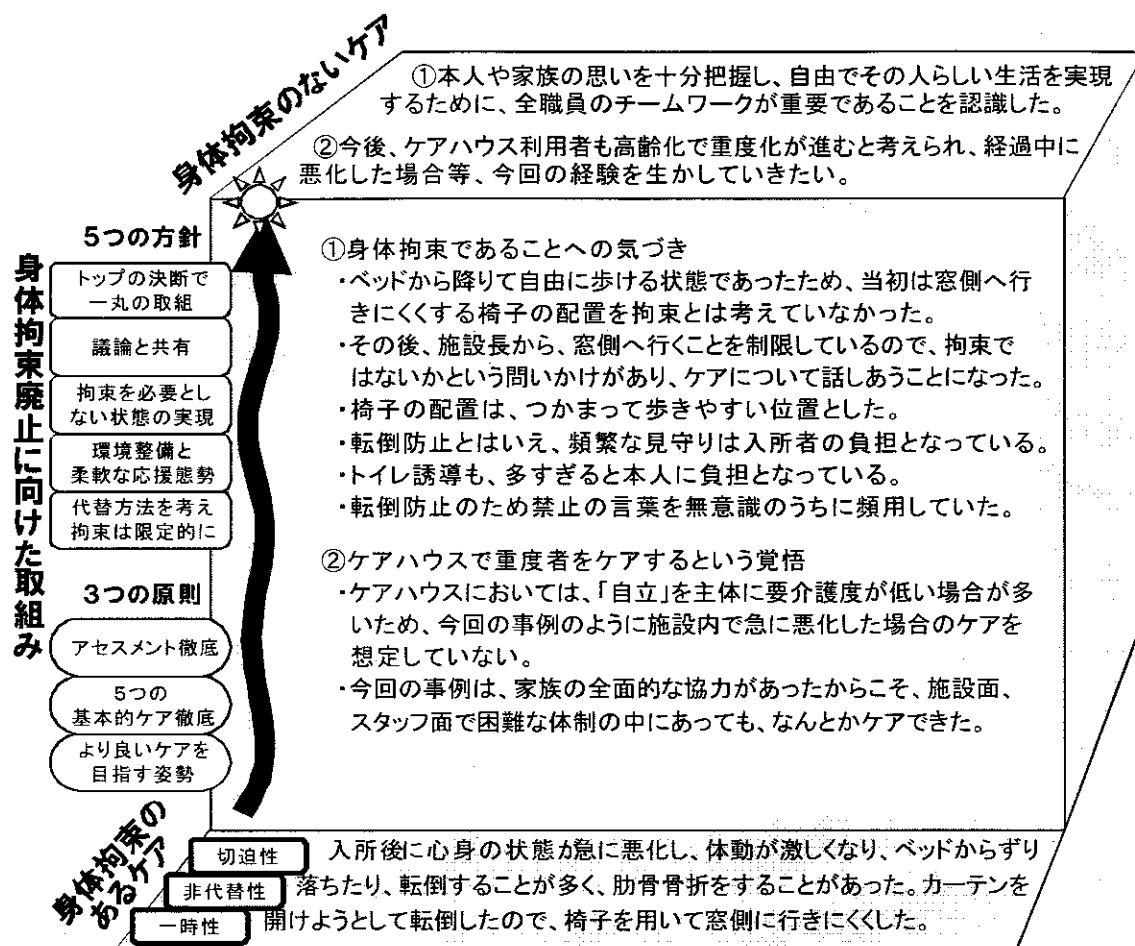 身体拘束のないケア
①本人や家族の思いを十分把握し、自由でその人らしい生活を実現
するために、全職員のチームワークが重要であることを認識した。
②今後、ケアハウス利用者も高齢化で重度化が進むと考えられ、経過中に
悪化した場合等、今回の経験を生かしていきたい。
身体拘束廃止に向けた取組み
5つの方針
トップの決断で
一丸の取組
議論と共有
拘束を必要とし
ない状態の実現
環境整備と
柔軟な応援態勢
代替方法を考え
拘束は限定的に
3つの原則
アセスメント徹底
5つの
基本的ケア徹底
より良いケアを
目指す姿勢
①身体拘束であることへの気づき
・ベッドから降りて自由に歩ける状態であったため、当初は窓側へ行
きにくくする椅子の配置を拘束とは考えていなかった。
・その後、施設長から、窓側へ行くことを制限しているので、拘束で
はないかという問いかけがあり、ケアについて話しあうことになった。
・椅子の配置は、つかまって歩きやすい位置とした。
・転倒防止とはいえ、頻繁な見守りは入所者の負担となっている。
・トイレ誘導も、多すぎると本人に負担となっている。
・転倒防止のため禁止の言葉を無意識のうちに頻用していた。
②ケアハウスで重度者をケアするという覚悟
・ケアハウスにおいては、「自立」を主体に要介護度が低い場合が多
いため、今回の事例のように施設内で急に悪化した場合のケアを
想定していない。
・今回の事例は、家族の全面的な協力があったからこそ、施設面、
スタッフ面で困難な体制の中にあっても、なんとかケアできた。
身体拘束の
あるケア
切迫性
非代替性
一時性
入所後に心身の状態が急に悪化し、体動が激しくなり、ベッドからずり
落ちたり、転倒することが多く、肋骨骨折をすることがあった。カーテンを
開けようとして転倒したので、椅子を用いて窓側に行きにくくした。